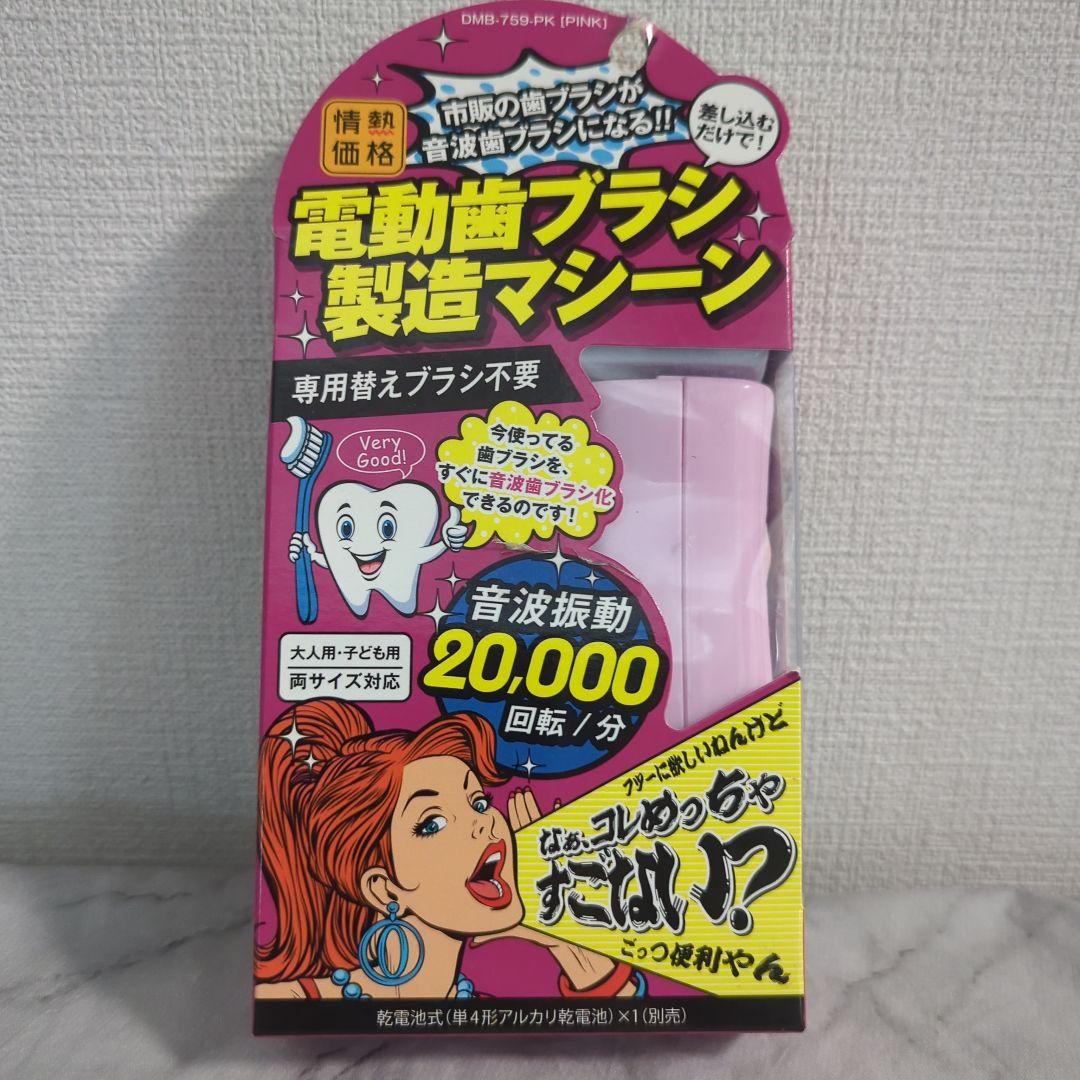 DMB-759-PK [PINK]
市販の歯ブラシが
音波歯ブラシになる!!
差し込む
だけで!
情熱
価格
電動歯ブラシ
製造マシーン
専用替えブラシ不要
Very
Good!
今使ってる
歯ブラシを、
すぐに音波歯ブラシ化
できるのです!
音波振動
20,000
回転/分
大人用・子ども用
両サイズ対応
フツーに欲しいねんけど
なぁ、コレめっちゃ
すごない!?
ごっつ便利やん
乾電池式(単4形アルカリ乾電池)×1(別売)